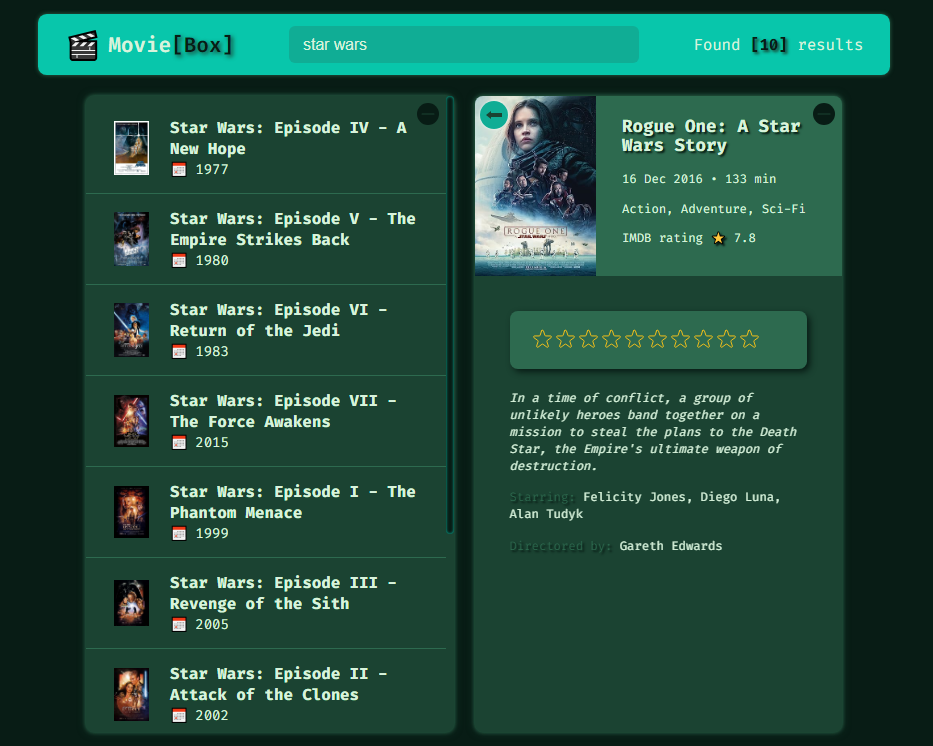 Movie[Box]
star wars
Found [10] results
Star Wars: Episode IV – A
New Hope
1977
Star Wars: Episode V – The
Empire Strikes Back
1980
Star Wars: Episode VI –
Return of the Jedi
1983
Star Wars: Episode VII –
The Force Awakens
2015
Star Wars: Episode I – The
Phantom Menace
1999
Star Wars: Episode III –
Revenge of the Sith
2005
Star Wars: Episode II –
Attack of the Clones
2002
ROGUE ONE
Rogue One: A Star
Wars Story
16 Dec 2016 • 133 min
Action, Adventure, Sci-Fi
IMDB rating ⭐ 7.8
In a time of conflict, a group of
unlikely heroes band together on a
mission to steal the plans to the Death
Star, the Empire's ultimate weapon of
destruction.
Starring: Felicity Jones, Diego Luna,
Alan Tudyk
Directored by: Gareth Edwards